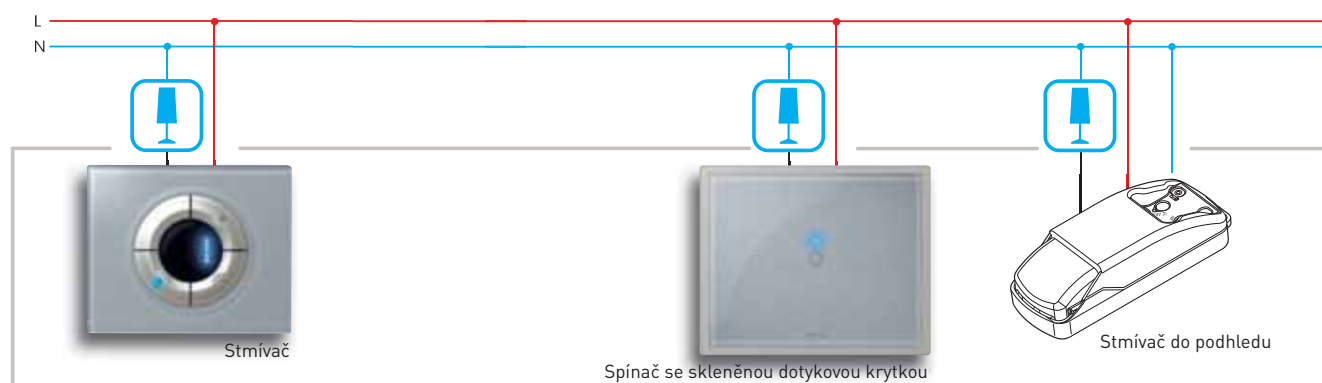 L
N
Stmívač
Spínač se skleněnou dotykovou krytkou
Stmívač do podhledu